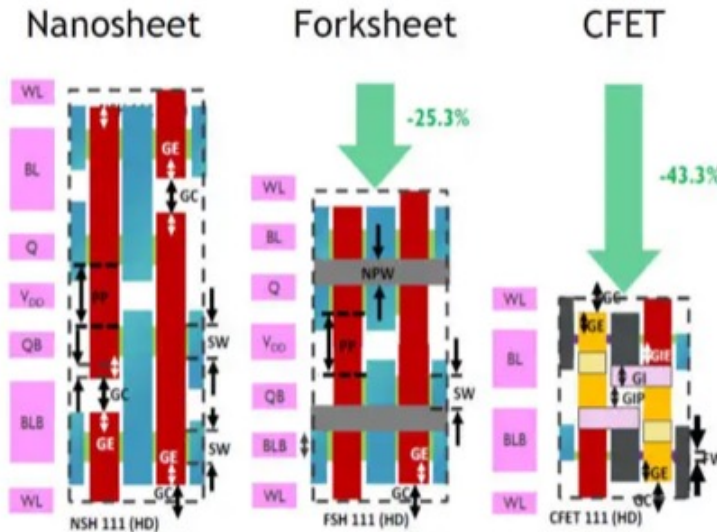 Nanosheet
Forksheet
CFET
WL
BL
Q
VDD
QB
BLB
WL
GE
GC
PP
SW
GC
GE
SW
GE
GC
NSH 111 (HD)
-25.3%
WL
BL
Q
VDD
QB
BLB
WL
NPW
PP
SW
GE
GC
FSH 111 (HD)
-43.3%
WL
BL
BLB
WL
GC
GE
GIE
GI
GIP
GE
GC
CFET 111 (HD)